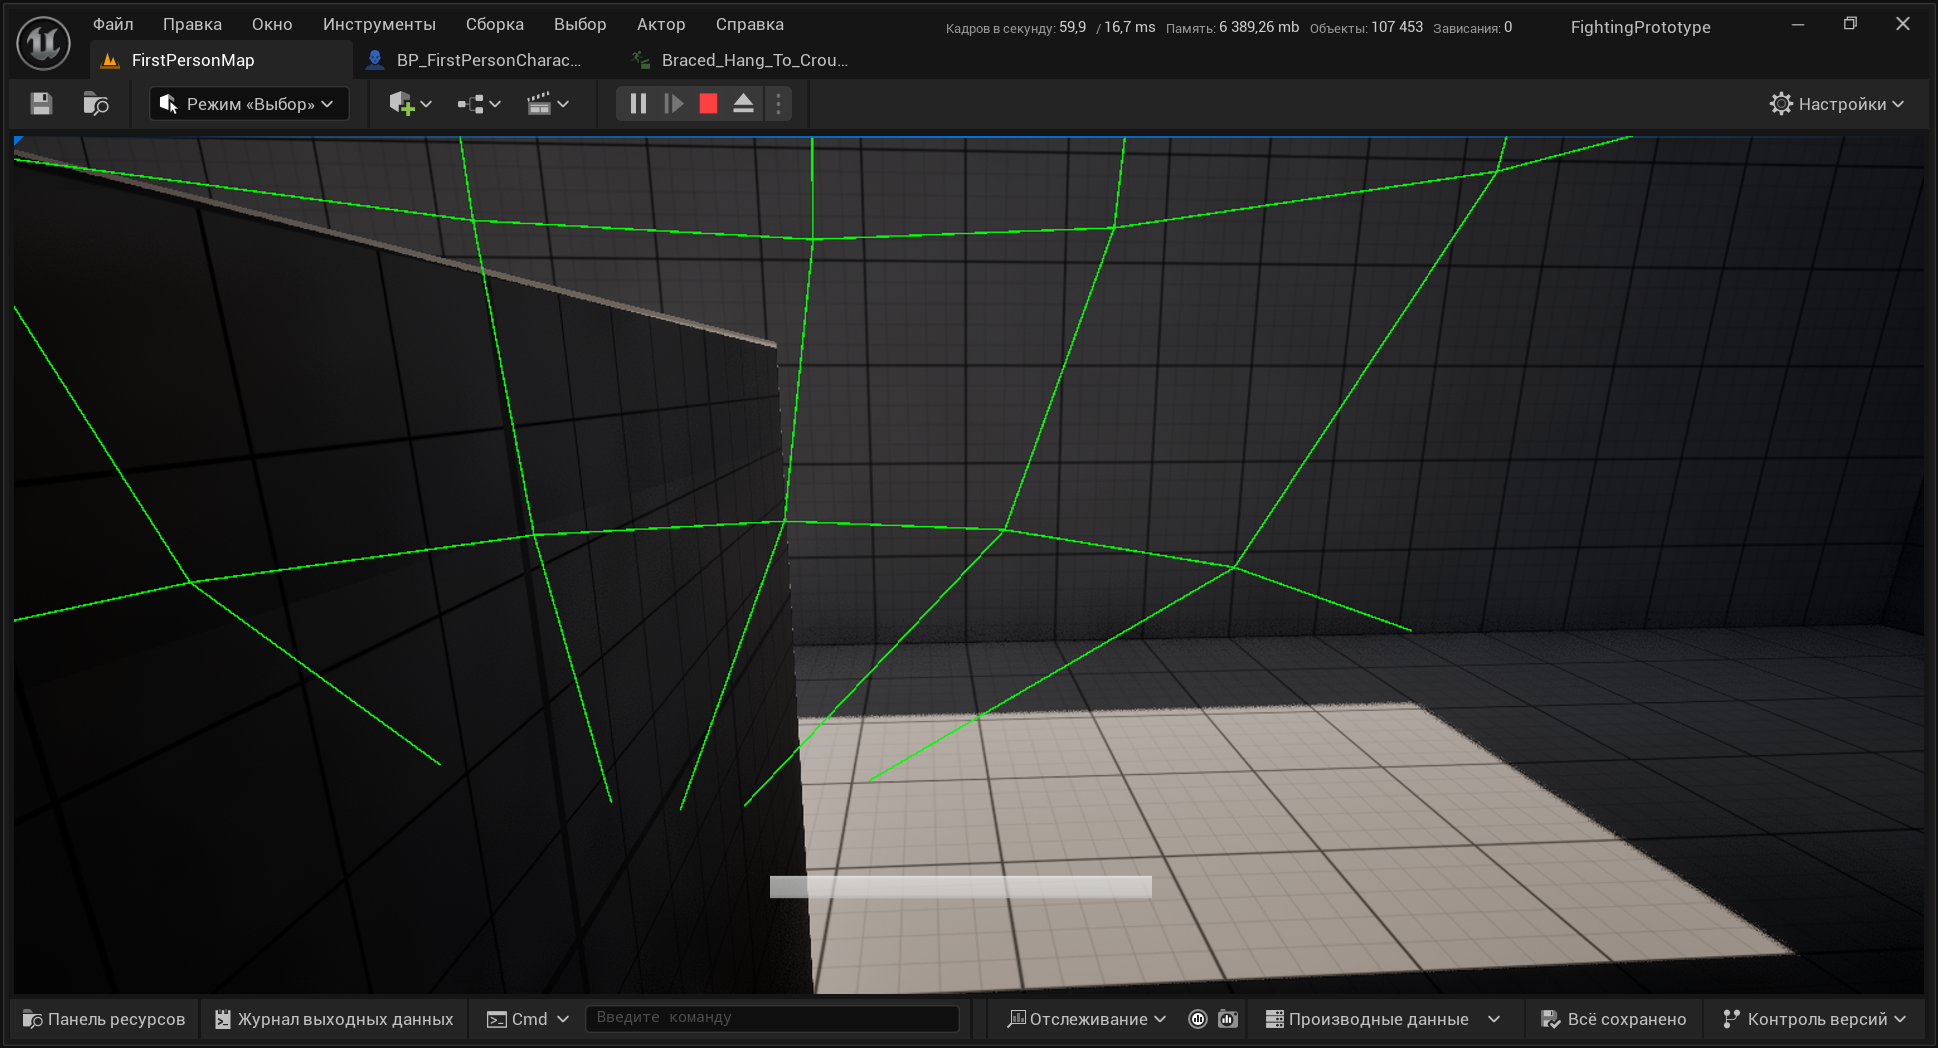 Файл Правка Окно Инструменты Сборка Выбор Актор Справка
Кадров в секунду: 59,9 / 16,7 ms Память: 6 389,26 mb Объекты: 107 453 Зависания: 0
FightingPrototype
FirstPersonMap BP_FirstPersonCharac... Braced_Hang_To_Crou...
Режим «Выбор» Настройки
Панель ресурсов Журнал выходных данных Cmd Введите команду Отслеживание Производные данные Всё сохранено Контроль версий